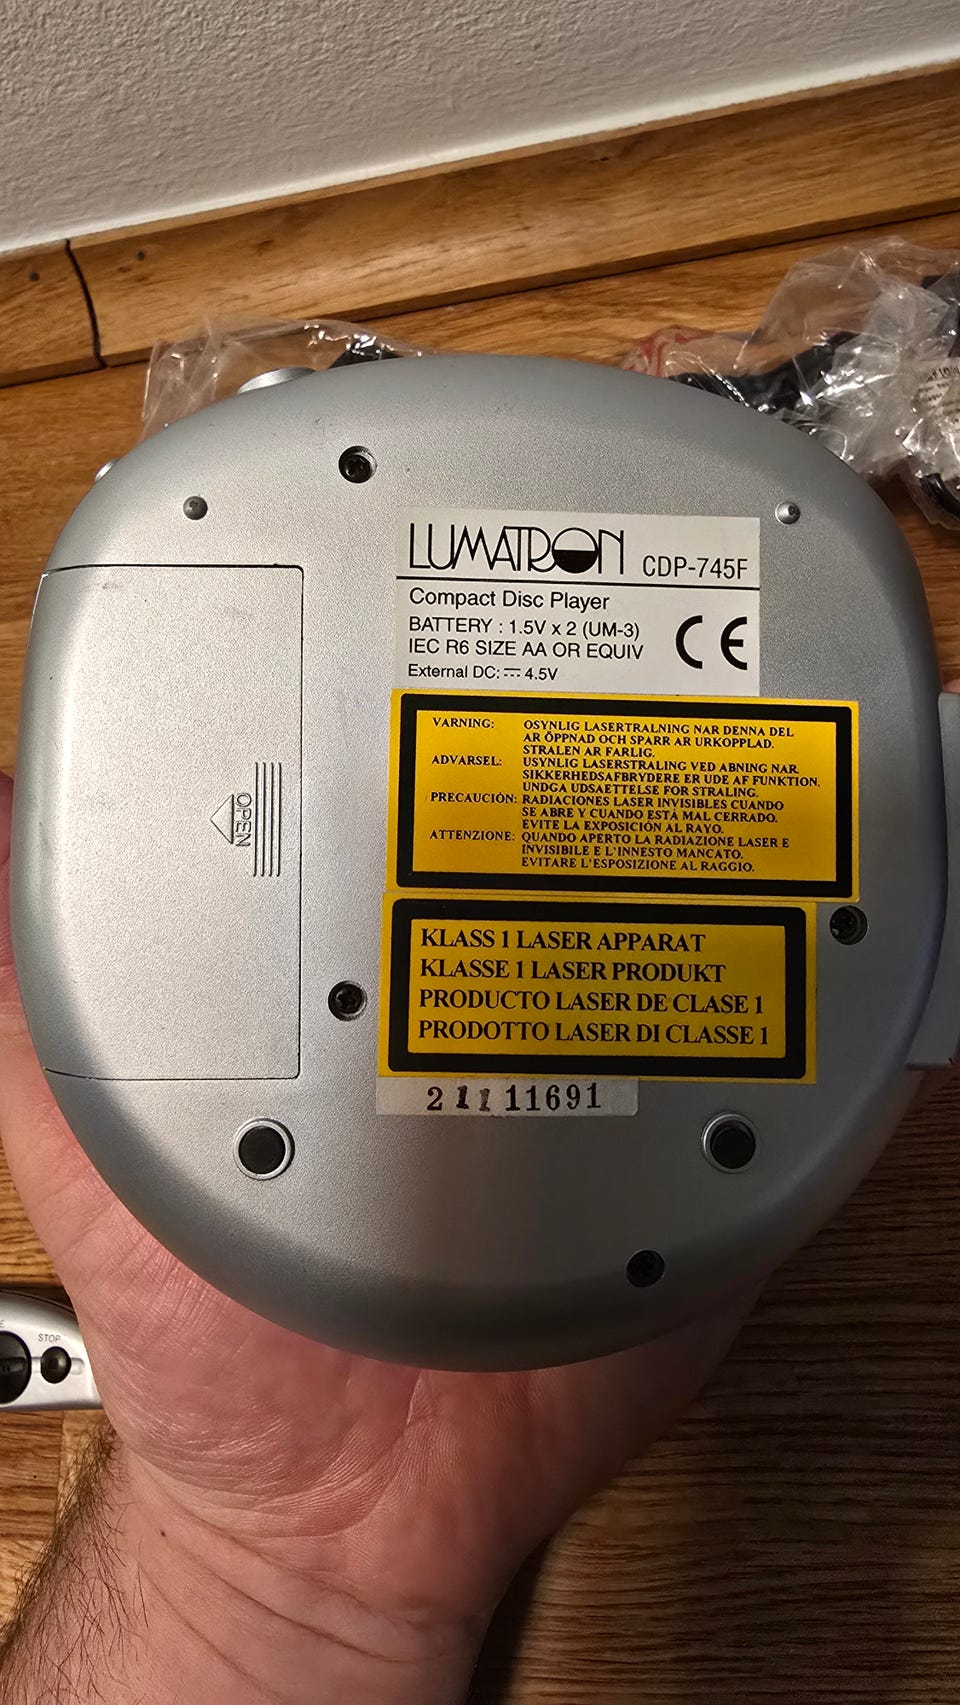 LUMATRON CDP-745F
Compact Disc Player
BATTERY : 1.5V x 2 (UM-3)
IEC R6 SIZE AA OR EQUIV
External DC: 4.5V
CE
VARNING: OSYNLIG LASERTRALNING NAR DENNA DEL
AR ÖPPNAD OCH SPARR AR URKOPPLAD.
STRALEN AR FARLIG.
ADVARSEL: USYNLIG LASERSTRALING VED ABNING NAR
SIKKERHEDSAFBRYDERE ER UDE AF FUNKTION.
UNDGA UDSAETTELSE FOR STRALING.
PRECAUCIÓN: RADIACIONES LASER INVISIBLES CUANDO
SE ABRE Y CUANDO ESTÁ MAL CERRADO.
EVITE LA EXPOSICIÓN AL RAYO.
ATTENZIONE: QUANDO APERTO LA RADIAZIONE LASER E
INVISIBILE E L'INNESTO MANCATO.
EVITARE L'ESPOSIZIONE AL RAGGIO.
OPEN
KLASS 1 LASER APPARAT
KLASSE 1 LASER PRODUKT
PRODUCTO LASER DE CLASE 1
PRODOTTO LASER DI CLASSE 1
2 1 1 11691
STOP